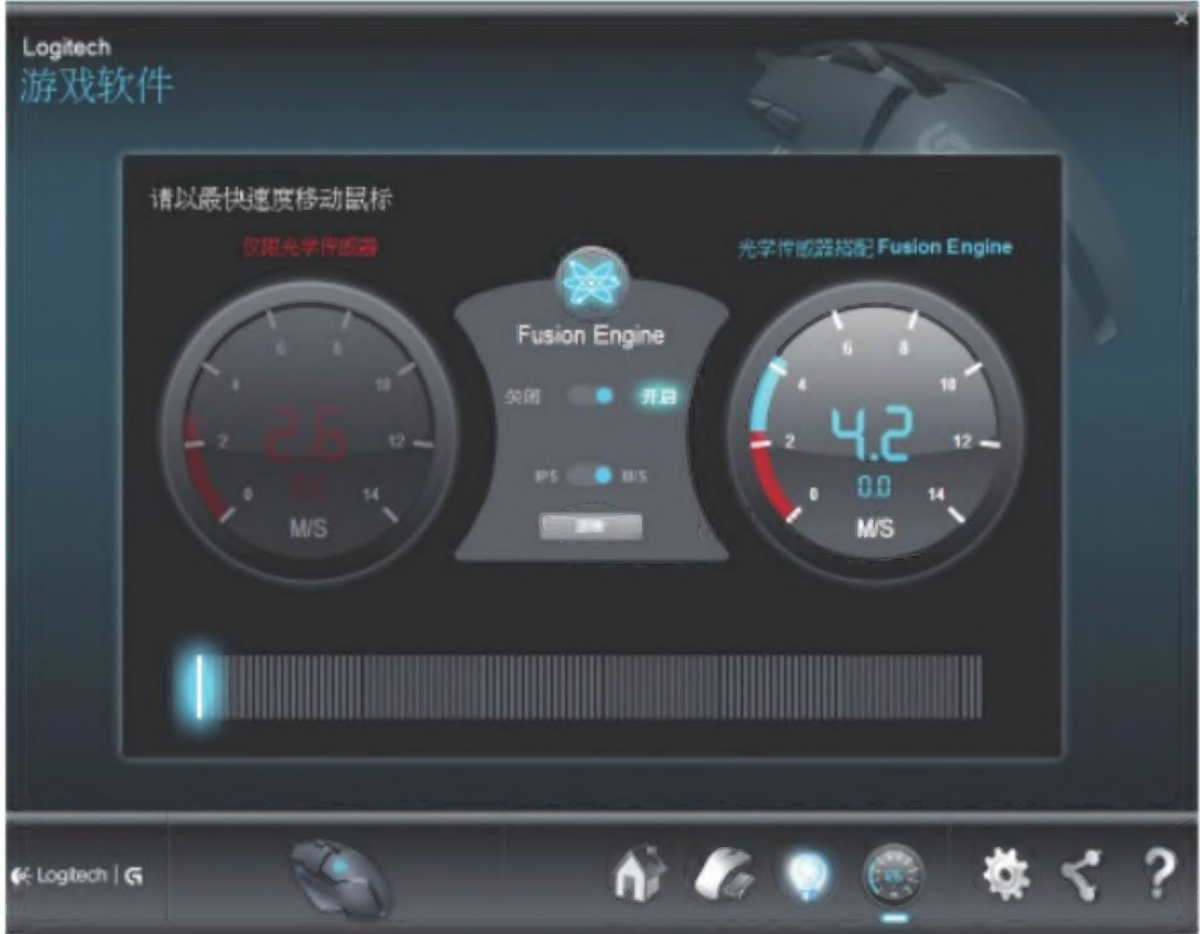 Logitech
游戏软件
请以最快速度移动鼠标
仅限光学传感器
光学传感器搭配 Fusion Engine
Fusion Engine
关闭 开启
IPS M/S
0 2 4 6 8 10 12 14
2.6
M/S
0 2 4 6 8 10 12 14
4.2
0.0
M/S
Logitech | G